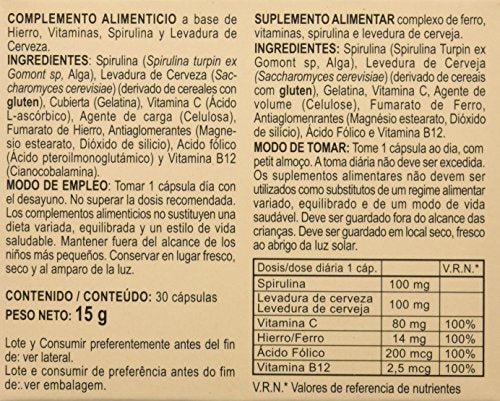 COMPLEMENTO ALIMENTICIO a base de
Hierro, Vitaminas, Spirulina y Levadura de
Cerveza.
INGREDIENTES: Spirulina (Spirulina turpin ex
Gomont sp, Alga), Levadura de Cerveza (Sac-
charomyces cerevisiae) (derivado de cereales con
gluten), Cubierta (Gelatina), Vitamina C (Ácido
L-ascórbico), Agente de carga (Celulosa),
Fumarato de Hierro, Antiaglomerantes (Magne-
sio estearato, Dióxido de silicio), Ácido fólico
(Ácido pteroilmonoglutámico) y Vitamina B12
(Cianocobalamina).
MODO DE EMPLEO: Tomar 1 cápsula día con
el desayuno. No superar la dosis recomendada.
Los complementos alimenticios no sustituyen una
dieta variada, equilibrada y un estilo de vida
saludable. Mantener fuera del alcance de los
niños más pequeños. Conservar en lugar fresco,
seco y al amparo de la luz.
CONTENIDO / CONTEÚDO: 30 cápsulas
PESO NETO: 15 g
Lote y Consumir preferentemente antes del fin
de: ver lateral.
Lote e consumir de preferência antes do fim
de:.ver embalagem.
SUPLEMENTO ALIMENTAR complexo de ferro,
vitaminas, spirulina e levedura de cerveja.
INGREDIENTES: Spirulina (Spirulina Turpin ex
Gomont sp, Alga), Levedura de Cerveja
(Saccharomyces cerevisiae) (derivado de cereais
com gluten), Gelatina, Vitamina C, Agente de
volume (Celulose), Fumarato de Ferro,
Antiaglomenrantes (Magnésio estearato, Dióxido
de silício), Ácido Fólico e Vitamina B12.
MODO DE TOMAR: Tome 1 cápsula ao dia, com
petit almoço. A toma diária não deve ser excedida.
Os suplementos alimentares não devem ser
utilizados como substitutos de um regime alimentar
variado, equilibrado e de um modo de vida
saudável. Deve ser guardado fora do alcance das
crianças. Deve ser guardado em local seco, fresco
ao abrigo da luz solar.
Dosis/dose diária 1 cáp. V.R.N.*
Spirulina 100 mg
Levadura de cerveza
Levedura de cerveja 100 mg
Vitamina C 80 mg 100%
Hierro/Ferro 14 mg 100%
Ácido Fólico 200 mcg 100%
Vitamina B12 2,5 mcg 100%
V.R.N.* Valores de referencia de nutrientes